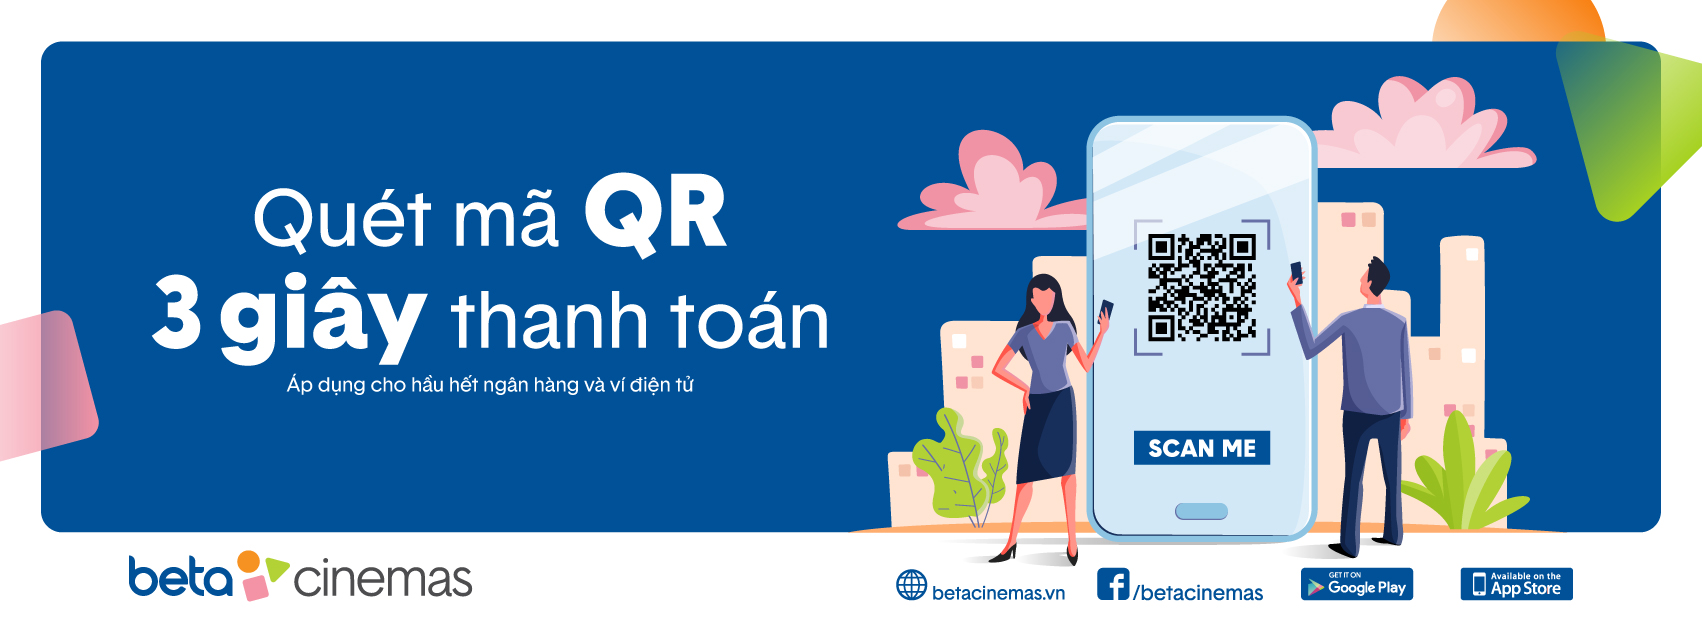 Quét mã QR
3 giây thanh toán
Áp dụng cho hầu hết ngân hàng và ví điện tử
SCAN ME
beta cinemas
betacinemas.vn
/betacinemas
GET IT ON
Google Play
Available on the
App Store